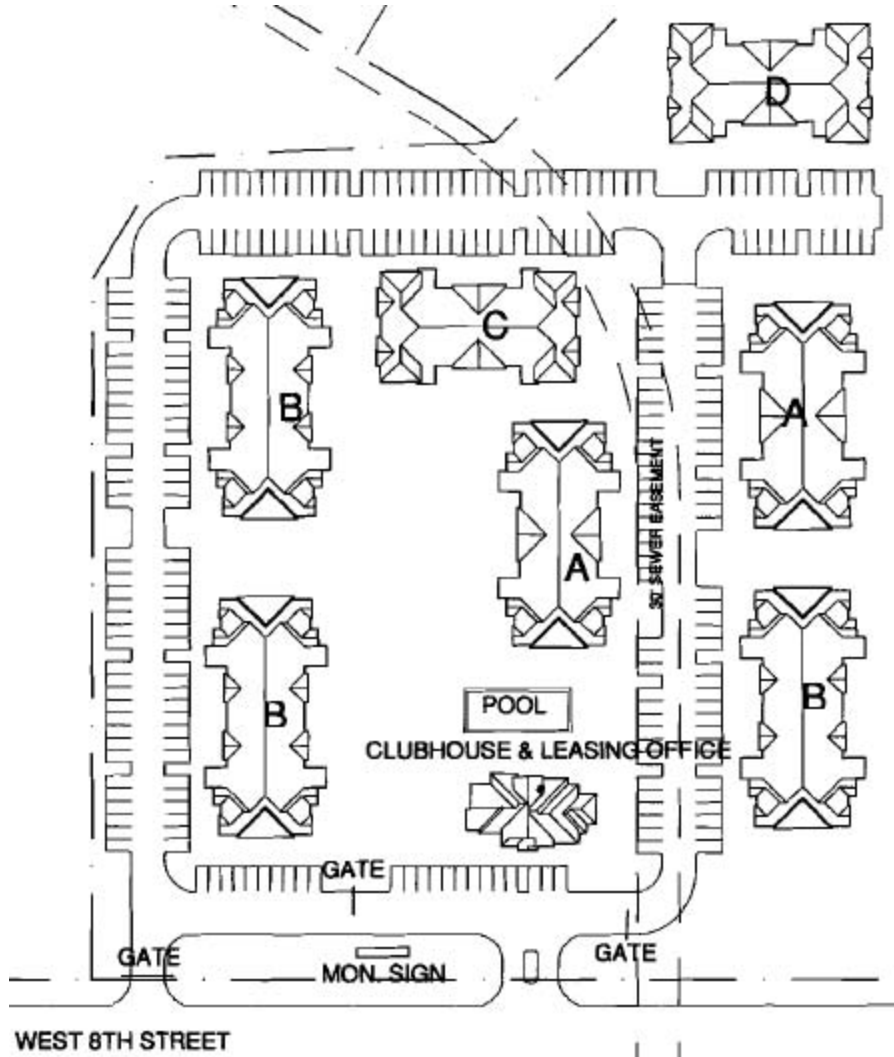 D
C
B
A
A
30' SEWER EASEMENT
B
B
POOL
CLUBHOUSE & LEASING OFFICE
GATE
GATE
GATE
MON. SIGN
WEST 8TH STREET